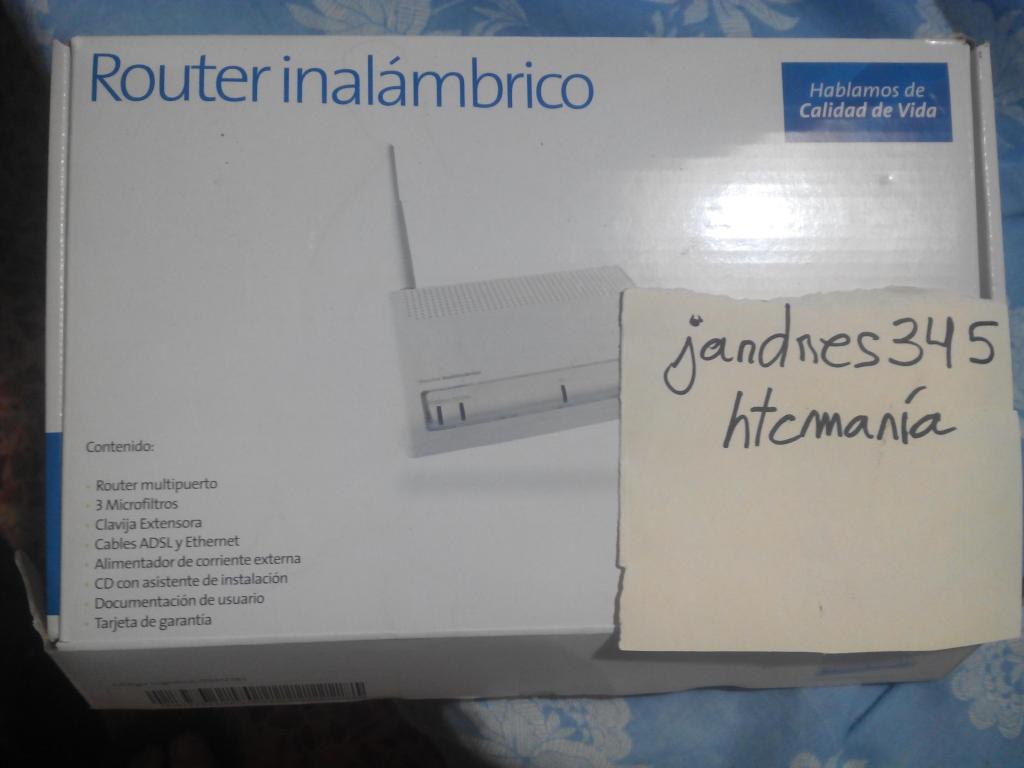 Router inalámbrico
Hablamos de
Calidad de Vida
jandres345
htcmanía
Contenido:
· Router multipuerto
· 3 Microfiltros
· Clavija Extensora
· Cables ADSL y Ethernet
· Alimentador de corriente externa
· CD con asistente de instalación
· Documentación de usuario
· Tarjeta de garantía